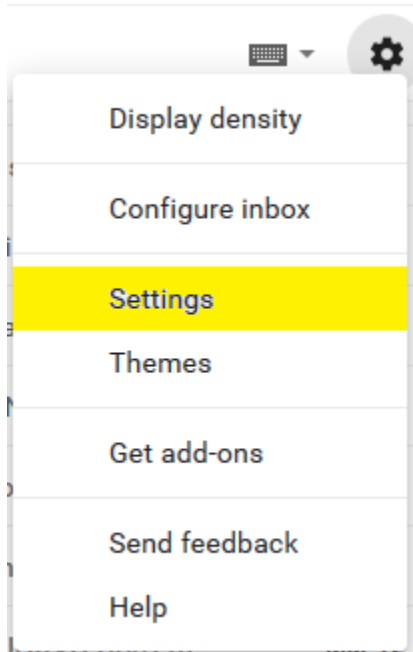 Display density
Configure inbox
Settings
Themes
Get add-ons
Send feedback
Help